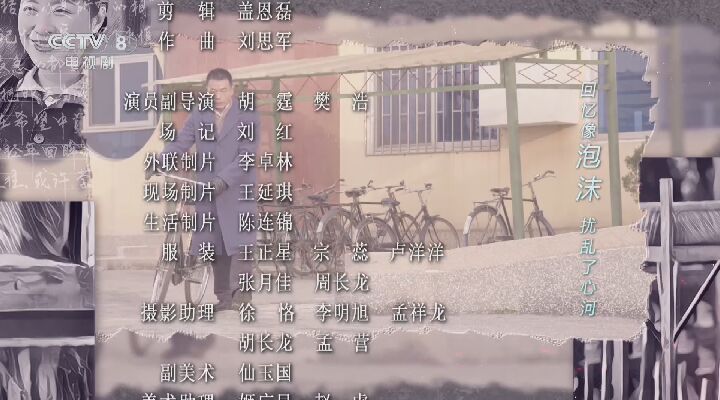 CCTV 8
电视剧
剪 辑 盖恩磊
作 曲 刘思军
演员副导演 胡 霆 樊 浩
场 记 刘 红
外联制片 李卓林
现场制片 王延琪
生活制片 陈连锦
服 装 王正星 宗 蕊 卢洋洋
张月佳 周长龙
摄影助理 徐 恪 李明旭 孟祥龙
胡长龙 孟 营
副美术 仙玉国
美术助理
回忆像泡沫 扰乱了心河